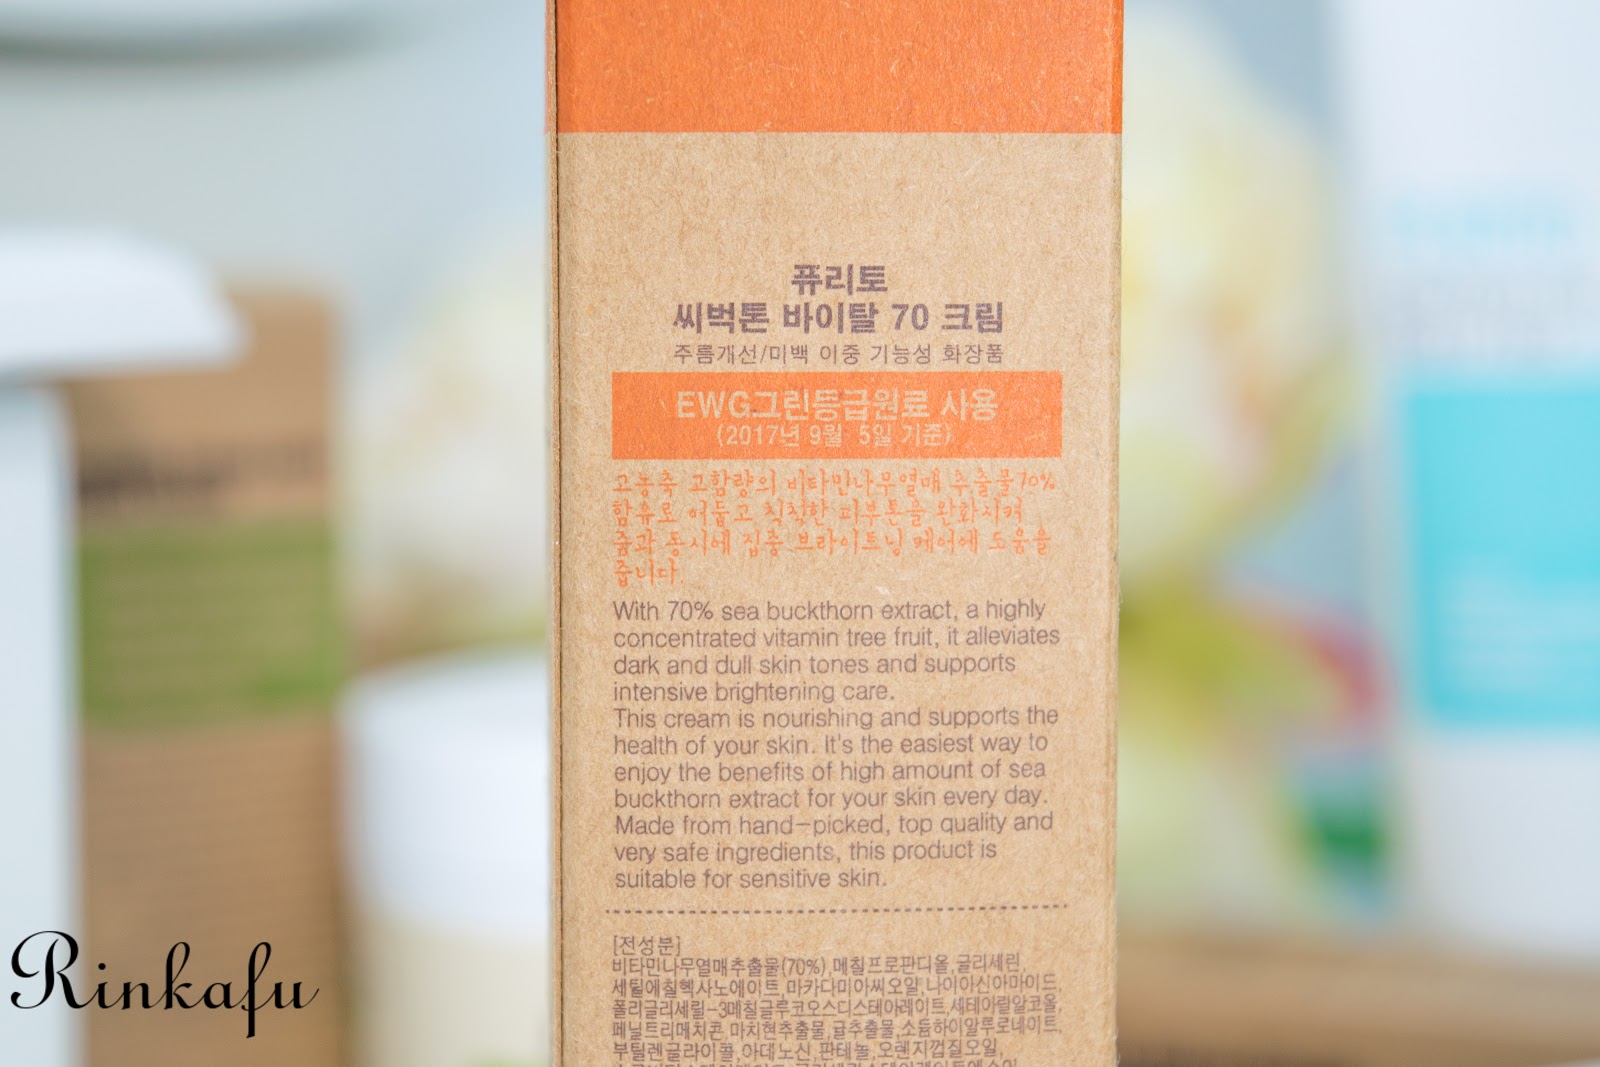 퓨리토
씨벅톤 바이탈 70 크림
주름개선/미백 이중 기능성 화장품
EWG그린등급원료 사용
(2017년 9월 5일 기준)
고농축 고함량의 비타민나무열매 추출물70%
함유로 어둡고 칙칙한 피부톤을 완화시켜
줌과 동시에 집중 브라이트닝 케어에 도움을
줍니다.
With 70% sea buckthorn extract, a highly
concentrated vitamin tree fruit, it alleviates
dark and dull skin tones and supports
intensive brightening care.
This cream is nourishing and supports the
health of your skin. It's the easiest way to
enjoy the benefits of high amount of sea
buckthorn extract for your skin every day.
Made from hand-picked, top quality and
very safe ingredients, this product is
suitable for sensitive skin.
[전성분]
비타민나무열매추출물(70%),메칠프로판디올,글리세린,
세틸에칠헥사노에이트,마카다미아씨오일,나이아신아마이드,
폴리글리세릴-3메칠글루코오스디스테아레이트,세테아릴알코올,
페닐트리메치콘,마치현추출물,귤추출물,소듐하이알루로네이트,
부틸렌글라이콜,아데노신,판테놀,오렌지껍질오일,
Rinkafu